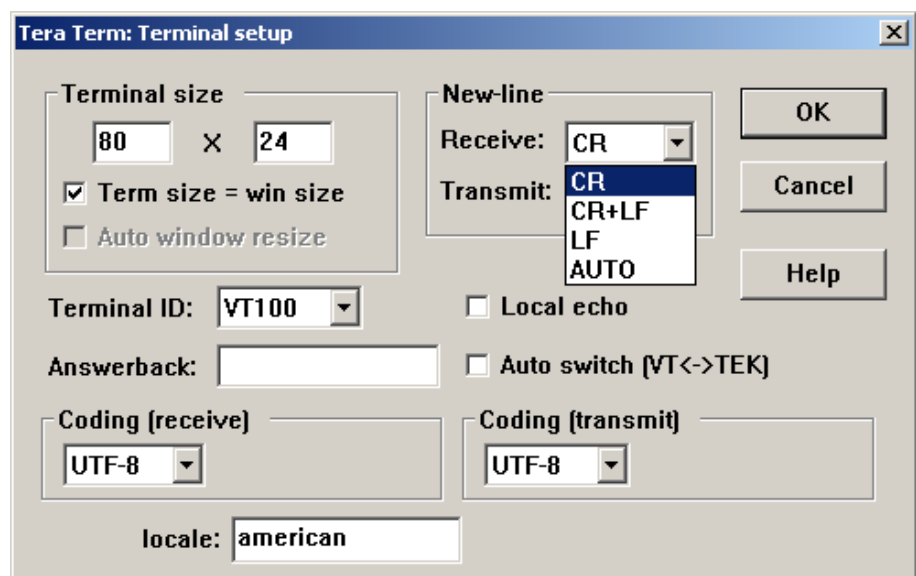 Tera Term: Terminal setup
Terminal size
80 X 24
Term size = win size
Auto window resize
New-line
Receive: CR
Transmit:
CR
CR+LF
LF
AUTO
OK
Cancel
Help
Terminal ID: VT100
Local echo
Answerback:
Auto switch (VT<->TEK)
Coding (receive)
UTF-8
Coding (transmit)
UTF-8
locale: american